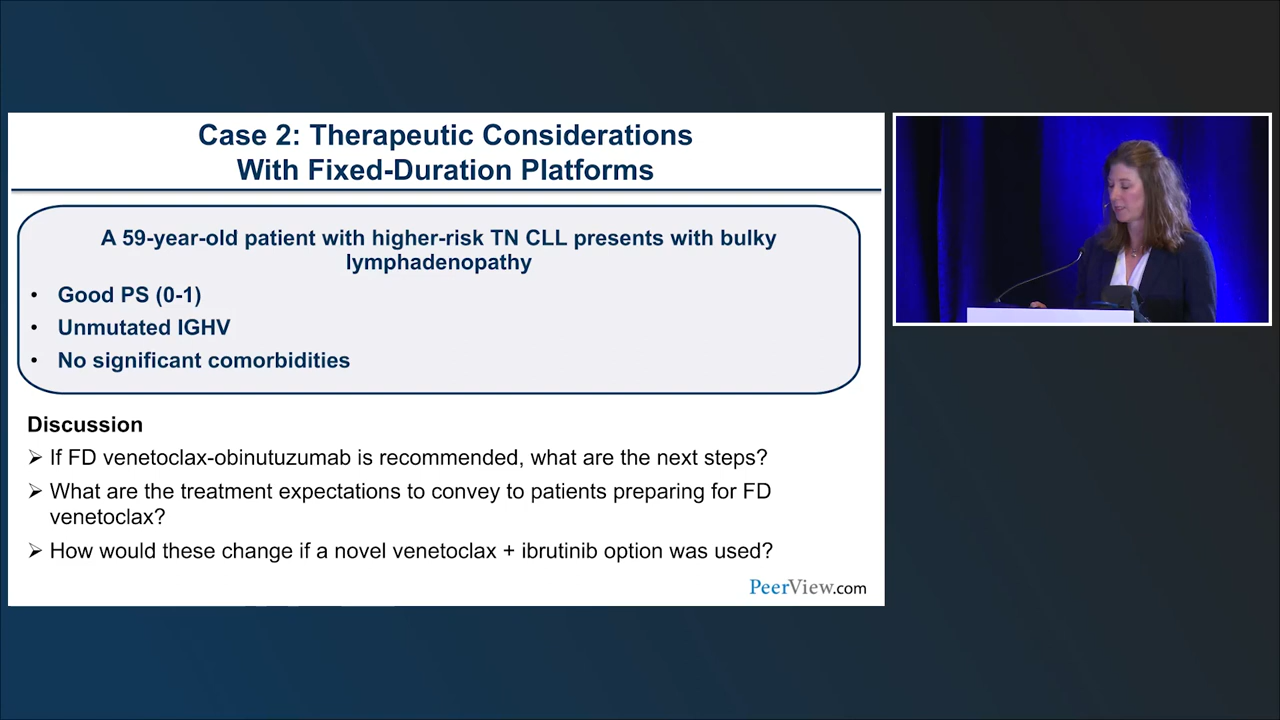 Case 2: Therapeutic Considerations
With Fixed-Duration Platforms
A 59-year-old patient with higher-risk TN CLL presents with bulky
lymphadenopathy
• Good PS (0-1)
• Unmutated IGHV
• No significant comorbidities
Discussion
➢ If FD venetoclax-obinutuzumab is recommended, what are the next steps?
➢ What are the treatment expectations to convey to patients preparing for FD
venetoclax?
➢ How would these change if a novel venetoclax + ibrutinib option was used?
PeerView.com